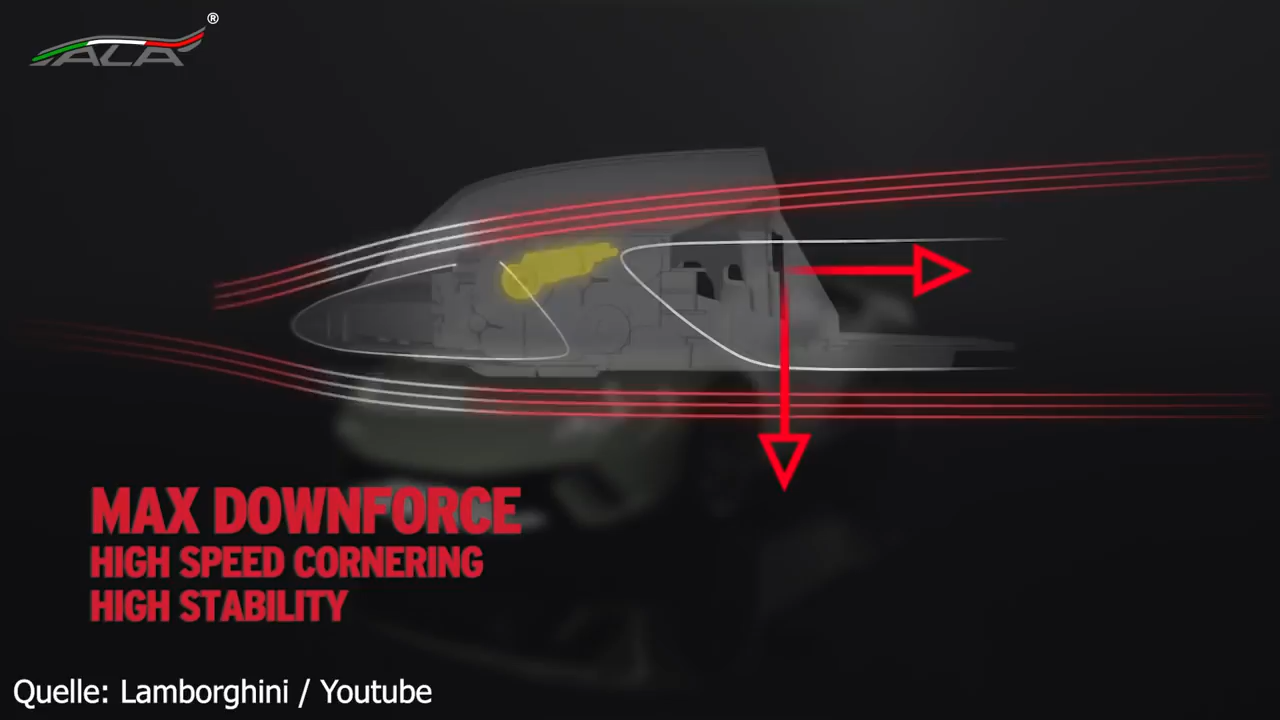 ALA®
MAX DOWNFORCE
HIGH SPEED CORNERING
HIGH STABILITY
Quelle: Lamborghini / Youtube